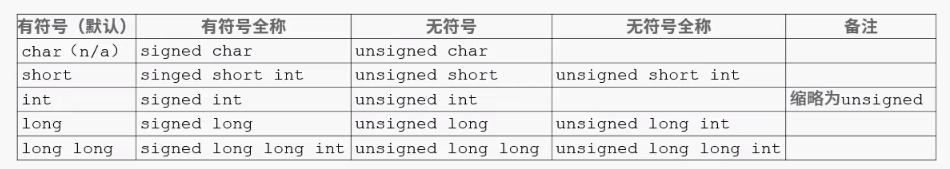 有符号（默认） 有符号全称 无符号 无符号全称 备注
char（n/a） signed char unsigned char
short singed short int unsigned short unsigned short int
int signed int unsigned int 缩略为unsigned
long signed long unsigned long unsigned long int
long long signed long long int unsigned long long unsigned long long int